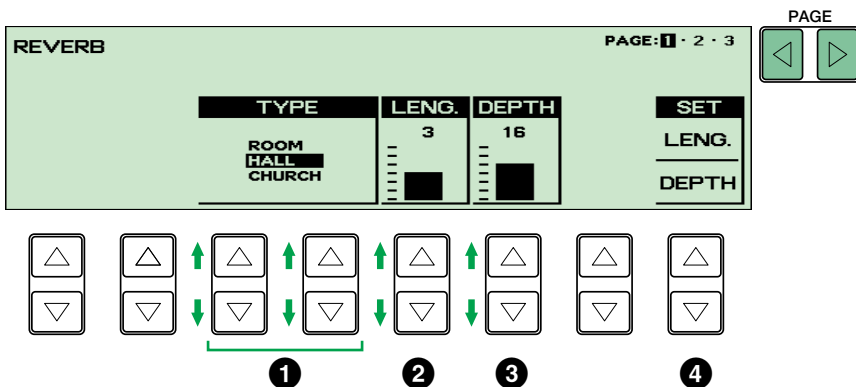 PAGE
REVERB
PAGE:1·2·3
TYPE
LENG.
DEPTH
SET
ROOM
HALL
CHURCH
3
16
LENG.
DEPTH
1
2
3
4